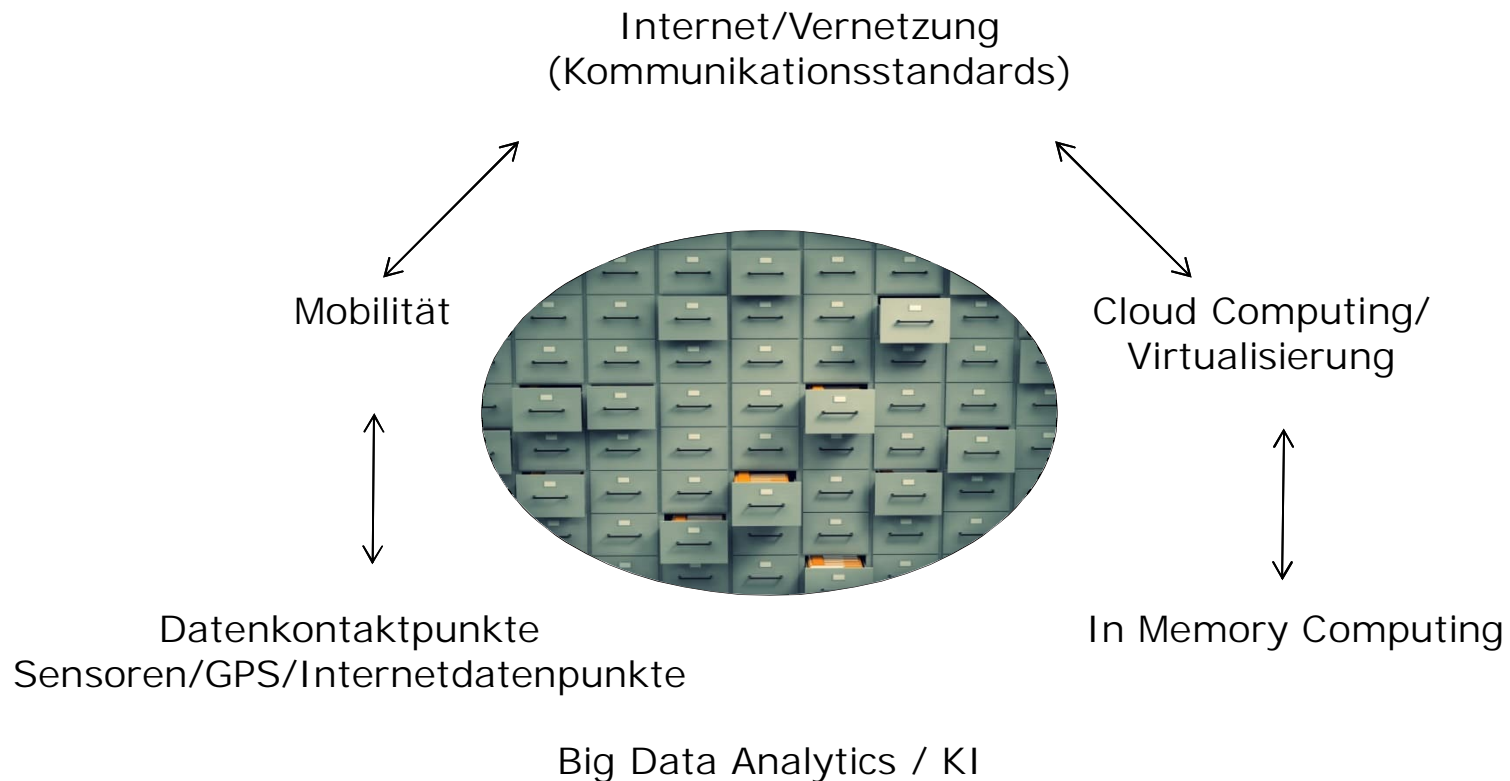 Internet/Vernetzung
(Kommunikationsstandards)
Mobilität
Cloud Computing/
Virtualisierung
Datenkontaktpunkte
Sensoren/GPS/Internetdatenpunkte
In Memory Computing
Big Data Analytics / KI